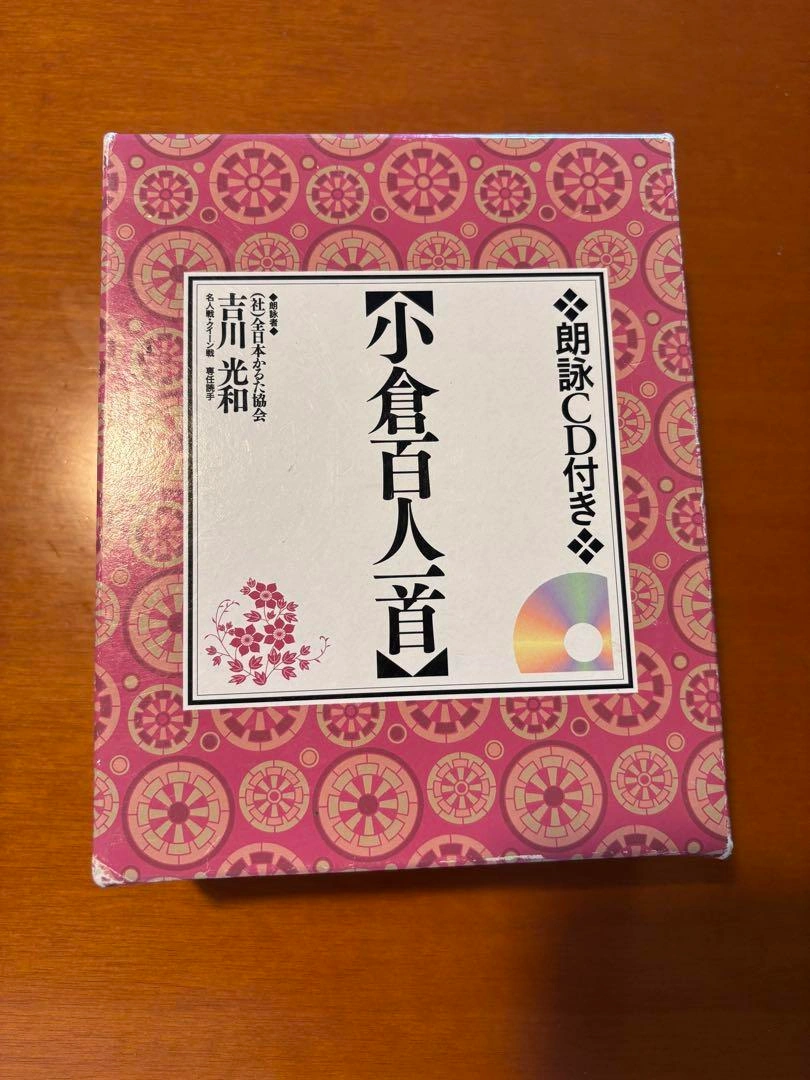 ❖朗詠CD付き❖
【小倉百人一首】
◆朗詠者◆
(社)全日本かるた協会
吉川 光和
名人戦・クイーン戦 専任読手